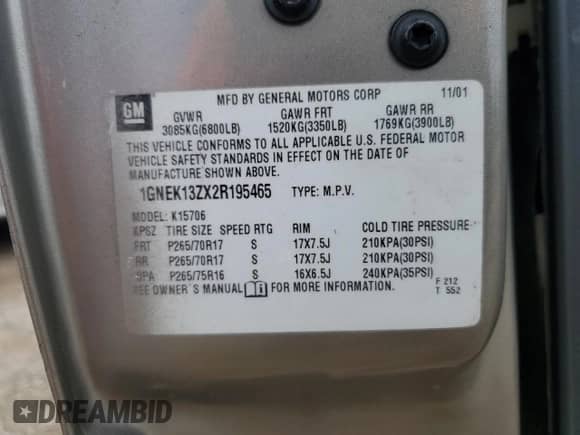 GM
MFD BY GENERAL MOTORS CORP 11/01
GVWR GAWR FRT GAWR RR
3085KG(6800LB) 1520KG(3350LB) 1769KG(3900LB)
THIS VEHICLE CONFORMS TO ALL APPLICABLE U.S. FEDERAL MOTOR
VEHICLE SAFETY STANDARDS IN EFFECT ON THE DATE OF
MANUFACTURE SHOWN ABOVE.
1GNEK13ZX2R195465 TYPE: M.P.V.
MODEL: K15706
KPSZ TIRE SIZE SPEED RTG RIM COLD TIRE PRESSURE
FRT P265/70R17 S 17X7.5J 210KPA(30PSI)
RR P265/70R17 S 17X7.5J 210KPA(30PSI)
SPA P265/75R16 S 16X6.5J 240KPA(35PSI)
SEE OWNER'S MANUAL FOR MORE INFORMATION.
F 212
T 552
DREAMBID